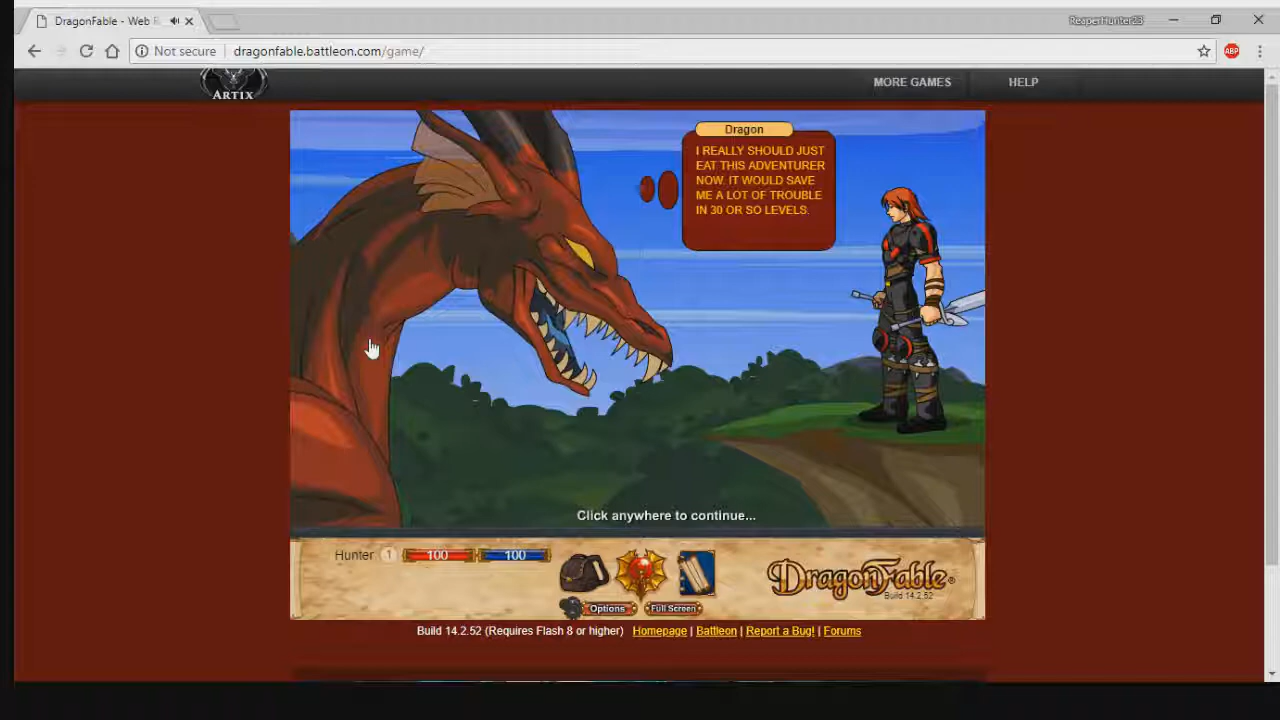 DragonFable - Web
ReaperHunter23
Not secure
dragonfable.battleon.com/game/
ABP
ARTIX
MORE GAMES
HELP
Dragon
I REALLY SHOULD JUST
EAT THIS ADVENTURER
NOW. IT WOULD SAVE
ME A LOT OF TROUBLE
IN 30 OR SO LEVELS.
Click anywhere to continue...
Hunter 1 100 100
DragonFable®
Build 14.2.52
Options Full Screen
Build 14.2.52 (Requires Flash 8 or higher) Homepage | Battleon | Report a Bug! | Forums